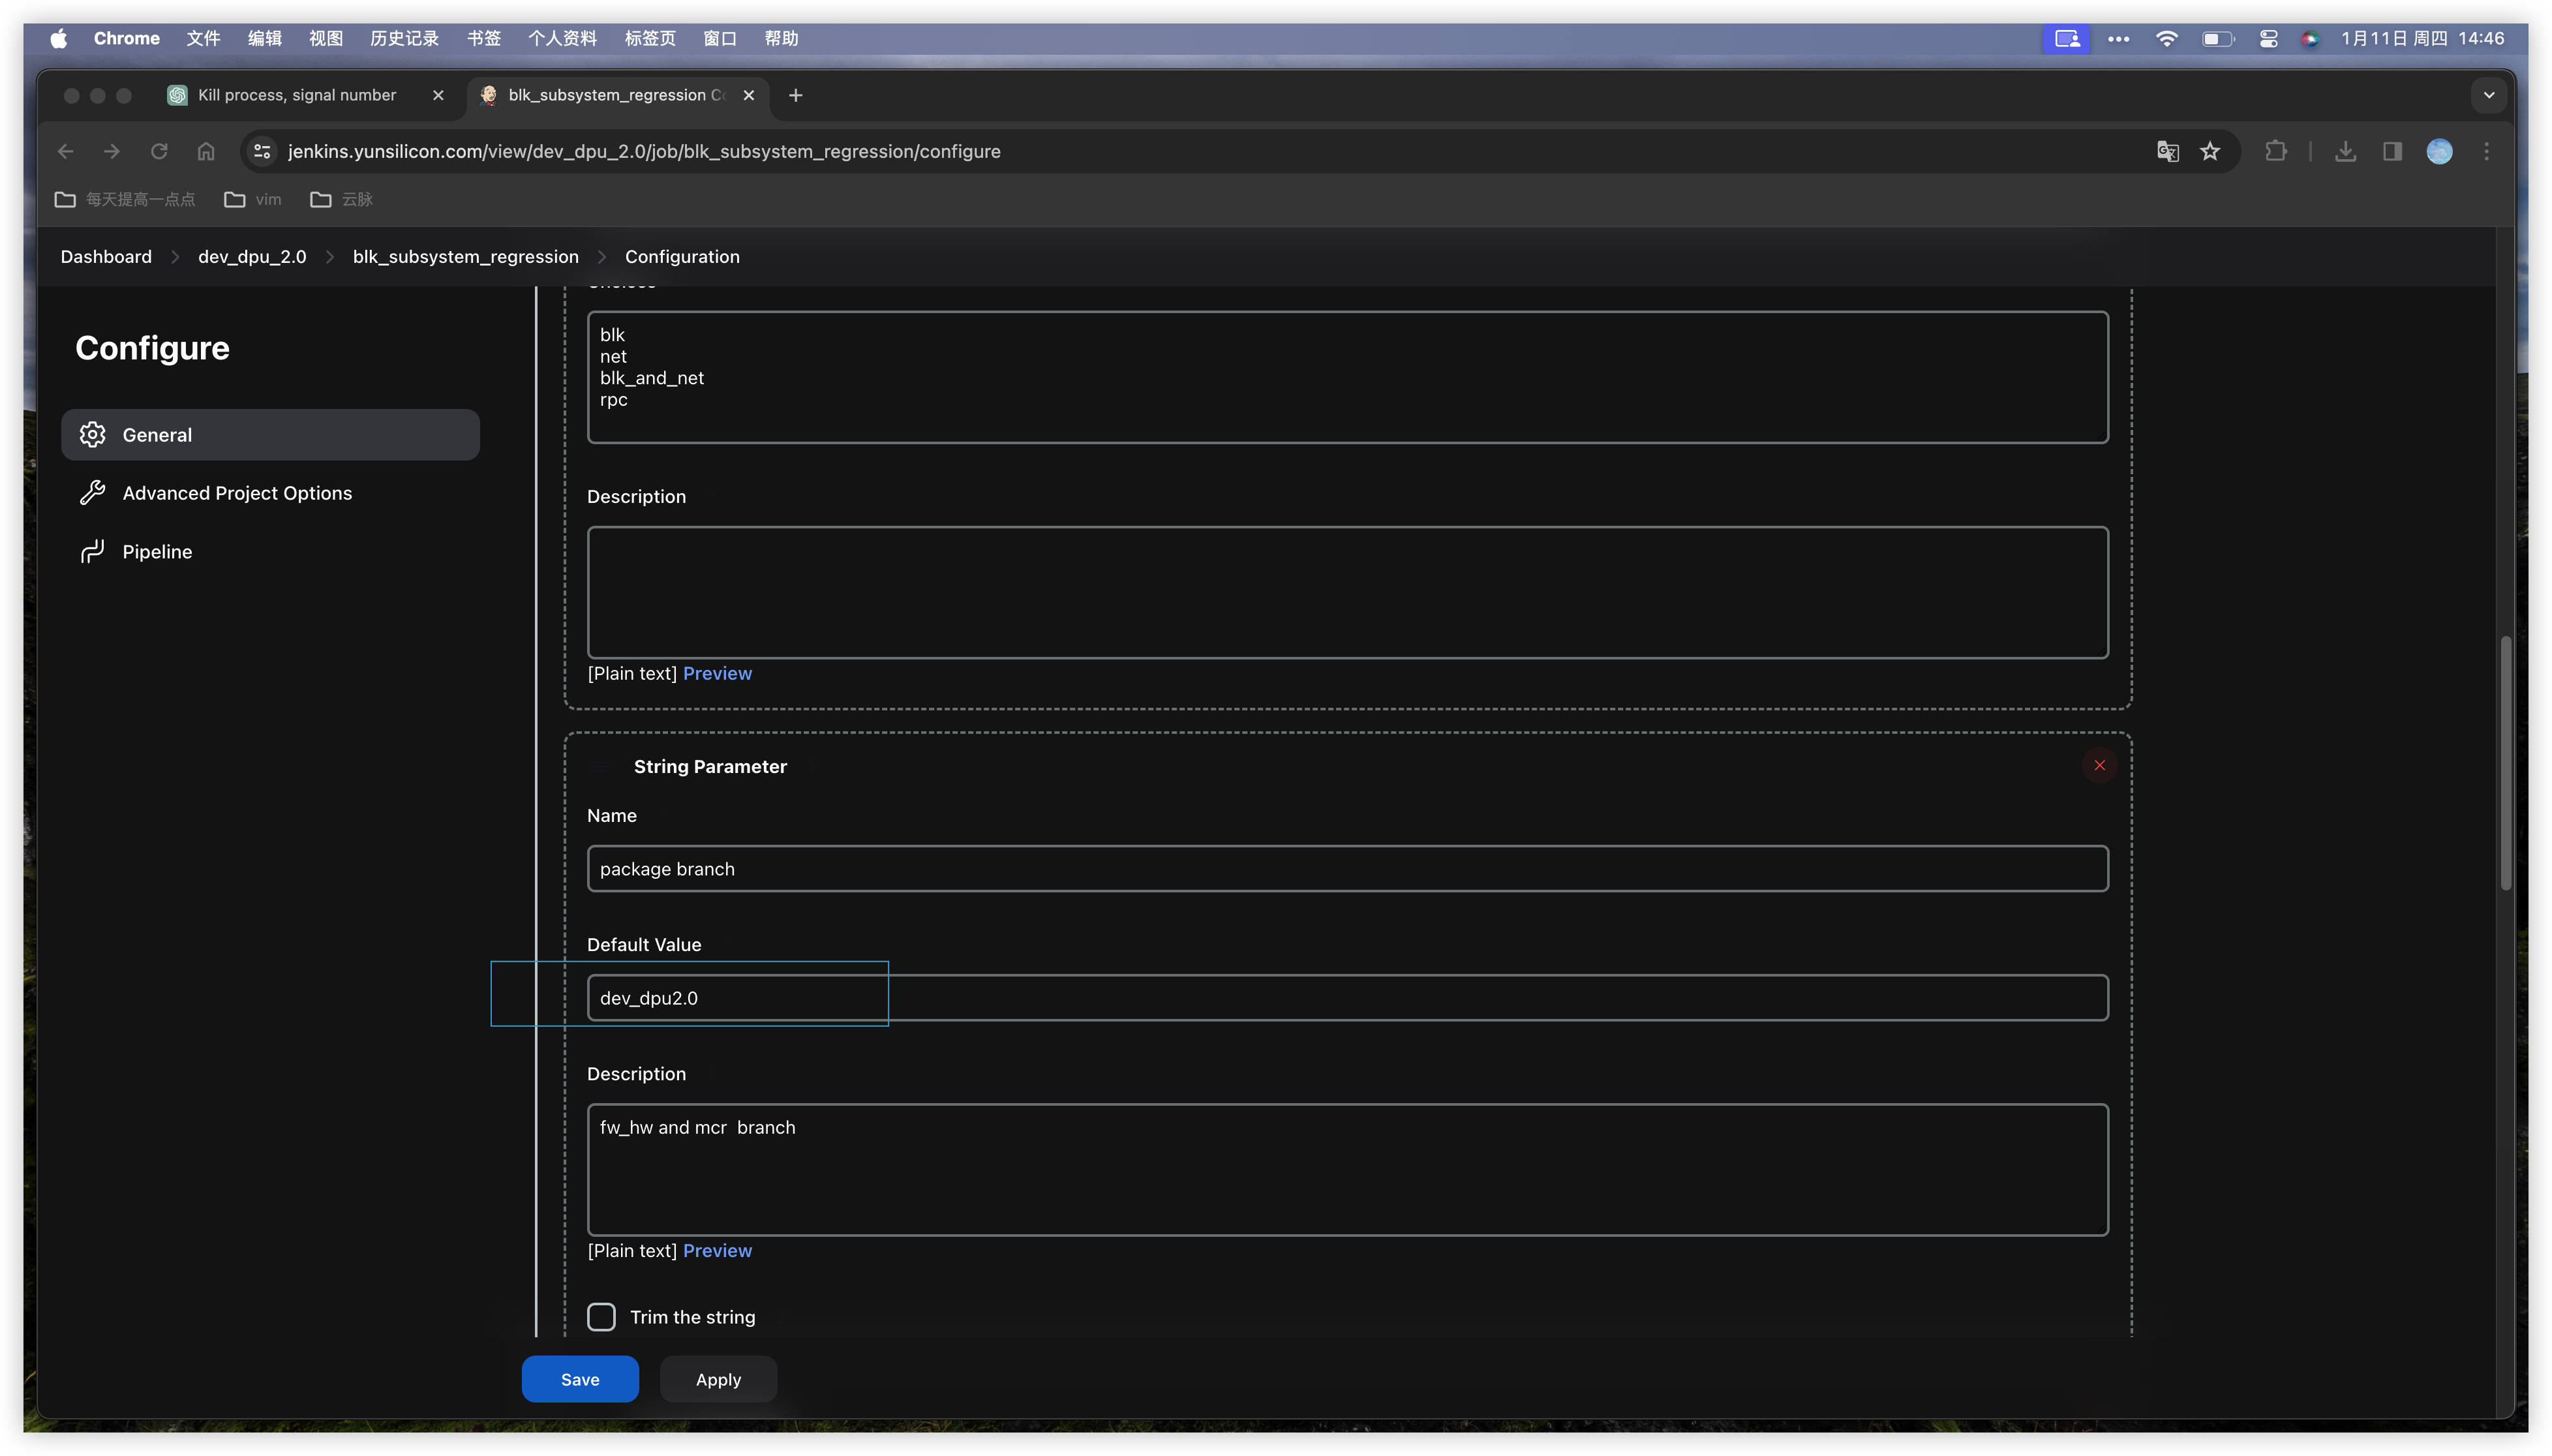 Chrome 文件 编辑 视图 历史记录 书签 个人资料 标签页 窗口 帮助 1月11日 周四 14:46
Kill process, signal number blk_subsystem_regression
jenkins.yunsilicon.com/view/dev_dpu_2.0/job/blk_subsystem_regression/configure
每天提高一点点 vim 云脉
Dashboard dev_dpu_2.0 blk_subsystem_regression Configuration
Configure
General
Advanced Project Options
Pipeline
blk
net
blk_and_net
rpc
Description
[Plain text] Preview
String Parameter
Name
package branch
Default Value
dev_dpu2.0
Description
fw_hw and mcr  branch
[Plain text] Preview
Trim the string
Save Apply